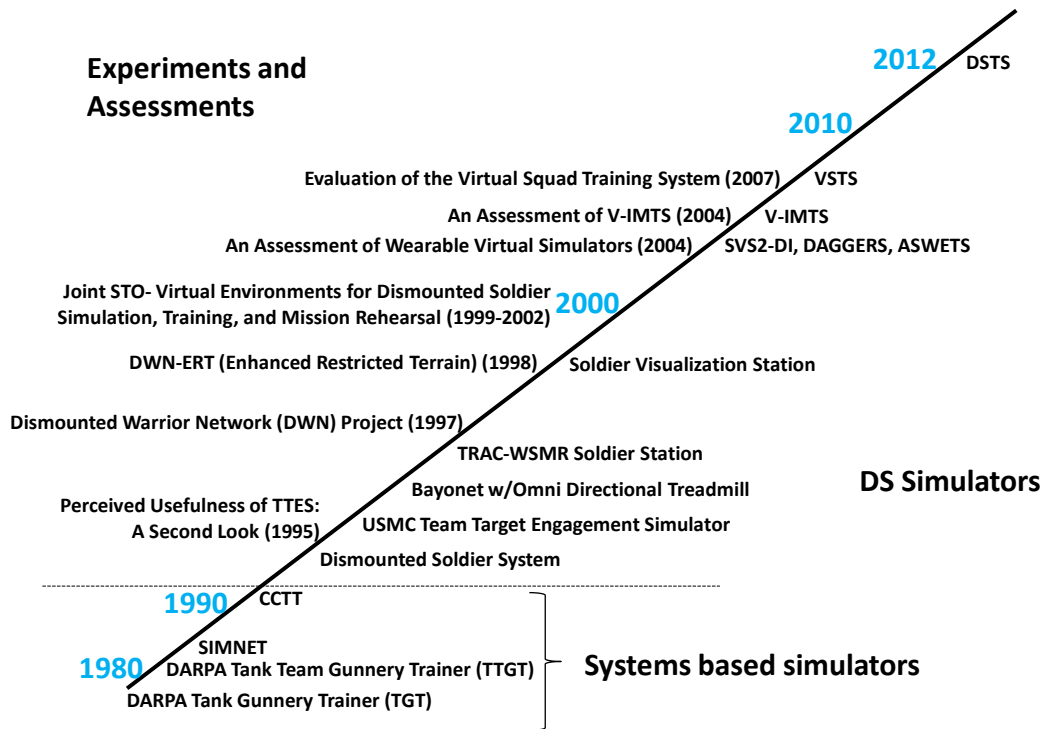 Experiments and
Assessments
2012
DSTS
2010
Evaluation of the Virtual Squad Training System (2007)
VSTS
An Assessment of V-IMTS (2004)
V-IMTS
An Assessment of Wearable Virtual Simulators (2004)
SVS2-DI, DAGGERS, ASWETS
Joint STO- Virtual Environments for Dismounted Soldier
Simulation, Training, and Mission Rehearsal (1999-2002)
2000
DWN-ERT (Enhanced Restricted Terrain) (1998)
Soldier Visualization Station
Dismounted Warrior Network (DWN) Project (1997)
TRAC-WSMR Soldier Station
Bayonet w/Omni Directional Treadmill
DS Simulators
Perceived Usefulness of TTES:
A Second Look (1995)
USMC Team Target Engagement Simulator
Dismounted Soldier System
1990
CCTT
SIMNET
1980
DARPA Tank Team Gunnery Trainer (TTGT)
Systems based simulators
DARPA Tank Gunnery Trainer (TGT)